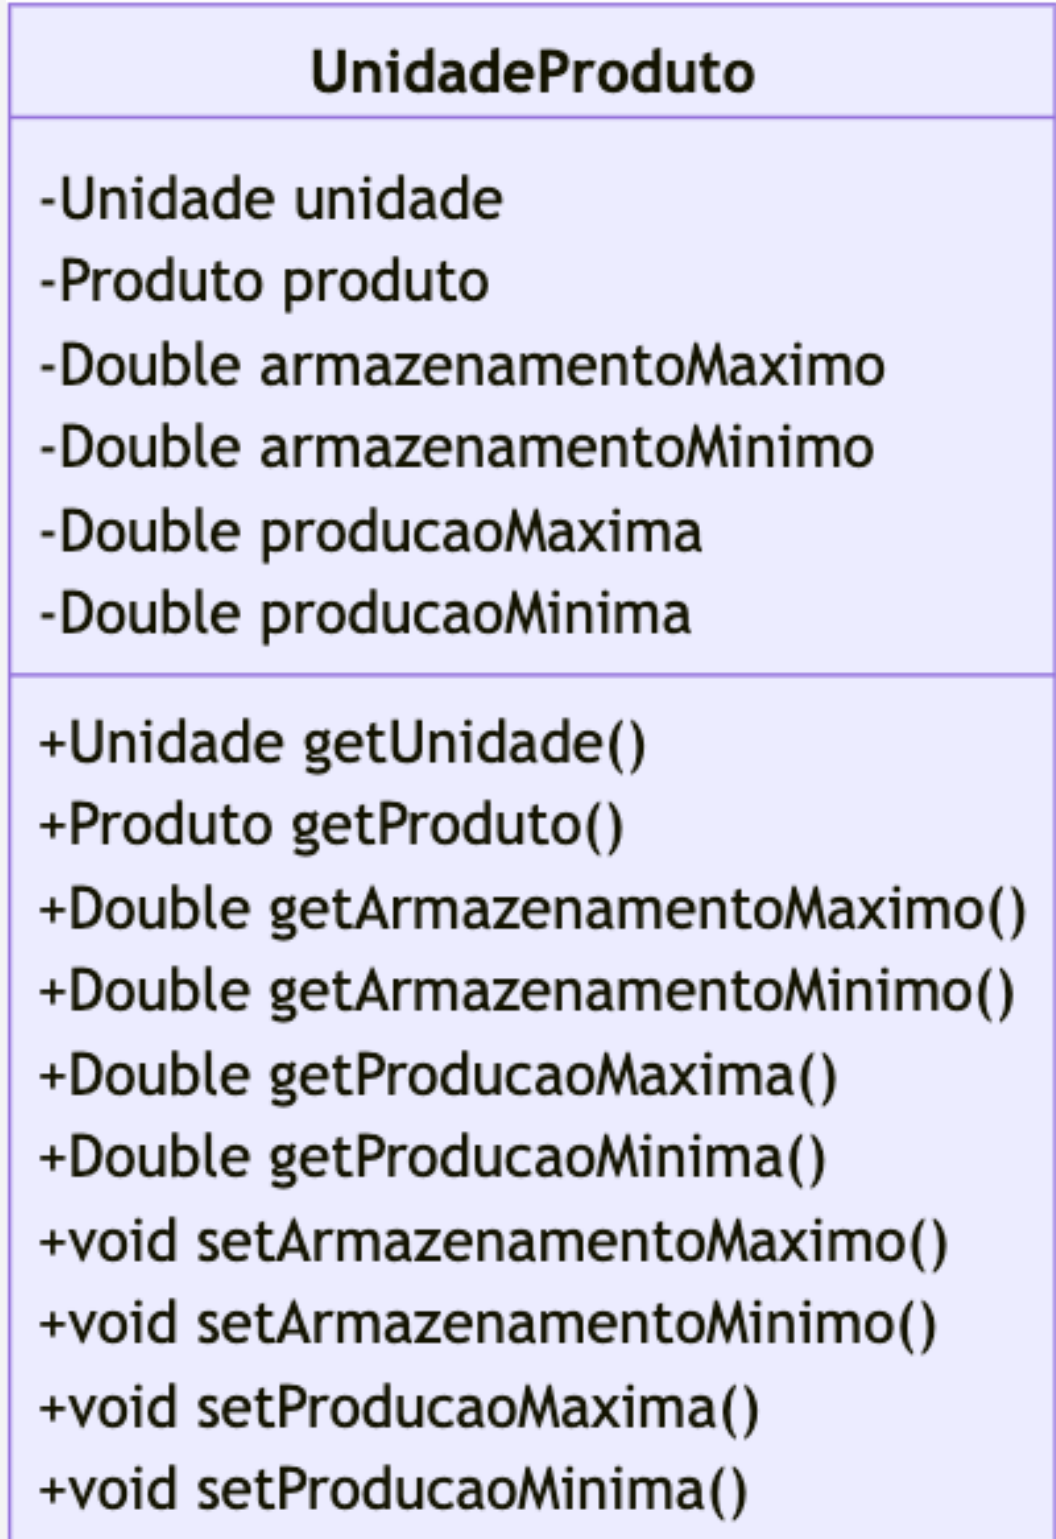 UnidadeProduto
-Unidade unidade
-Produto produto
-Double armazenamentoMaximo
-Double armazenamentoMinimo
-Double producaoMaxima
-Double producaoMinima
+Unidade getUnidade()
+Produto getProduto()
+Double getArmazenamentoMaximo()
+Double getArmazenamentoMinimo()
+Double getProducaoMaxima()
+Double getProducaoMinima()
+void setArmazenamentoMaximo()
+void setArmazenamentoMinimo()
+void setProducaoMaxima()
+void setProducaoMinima()